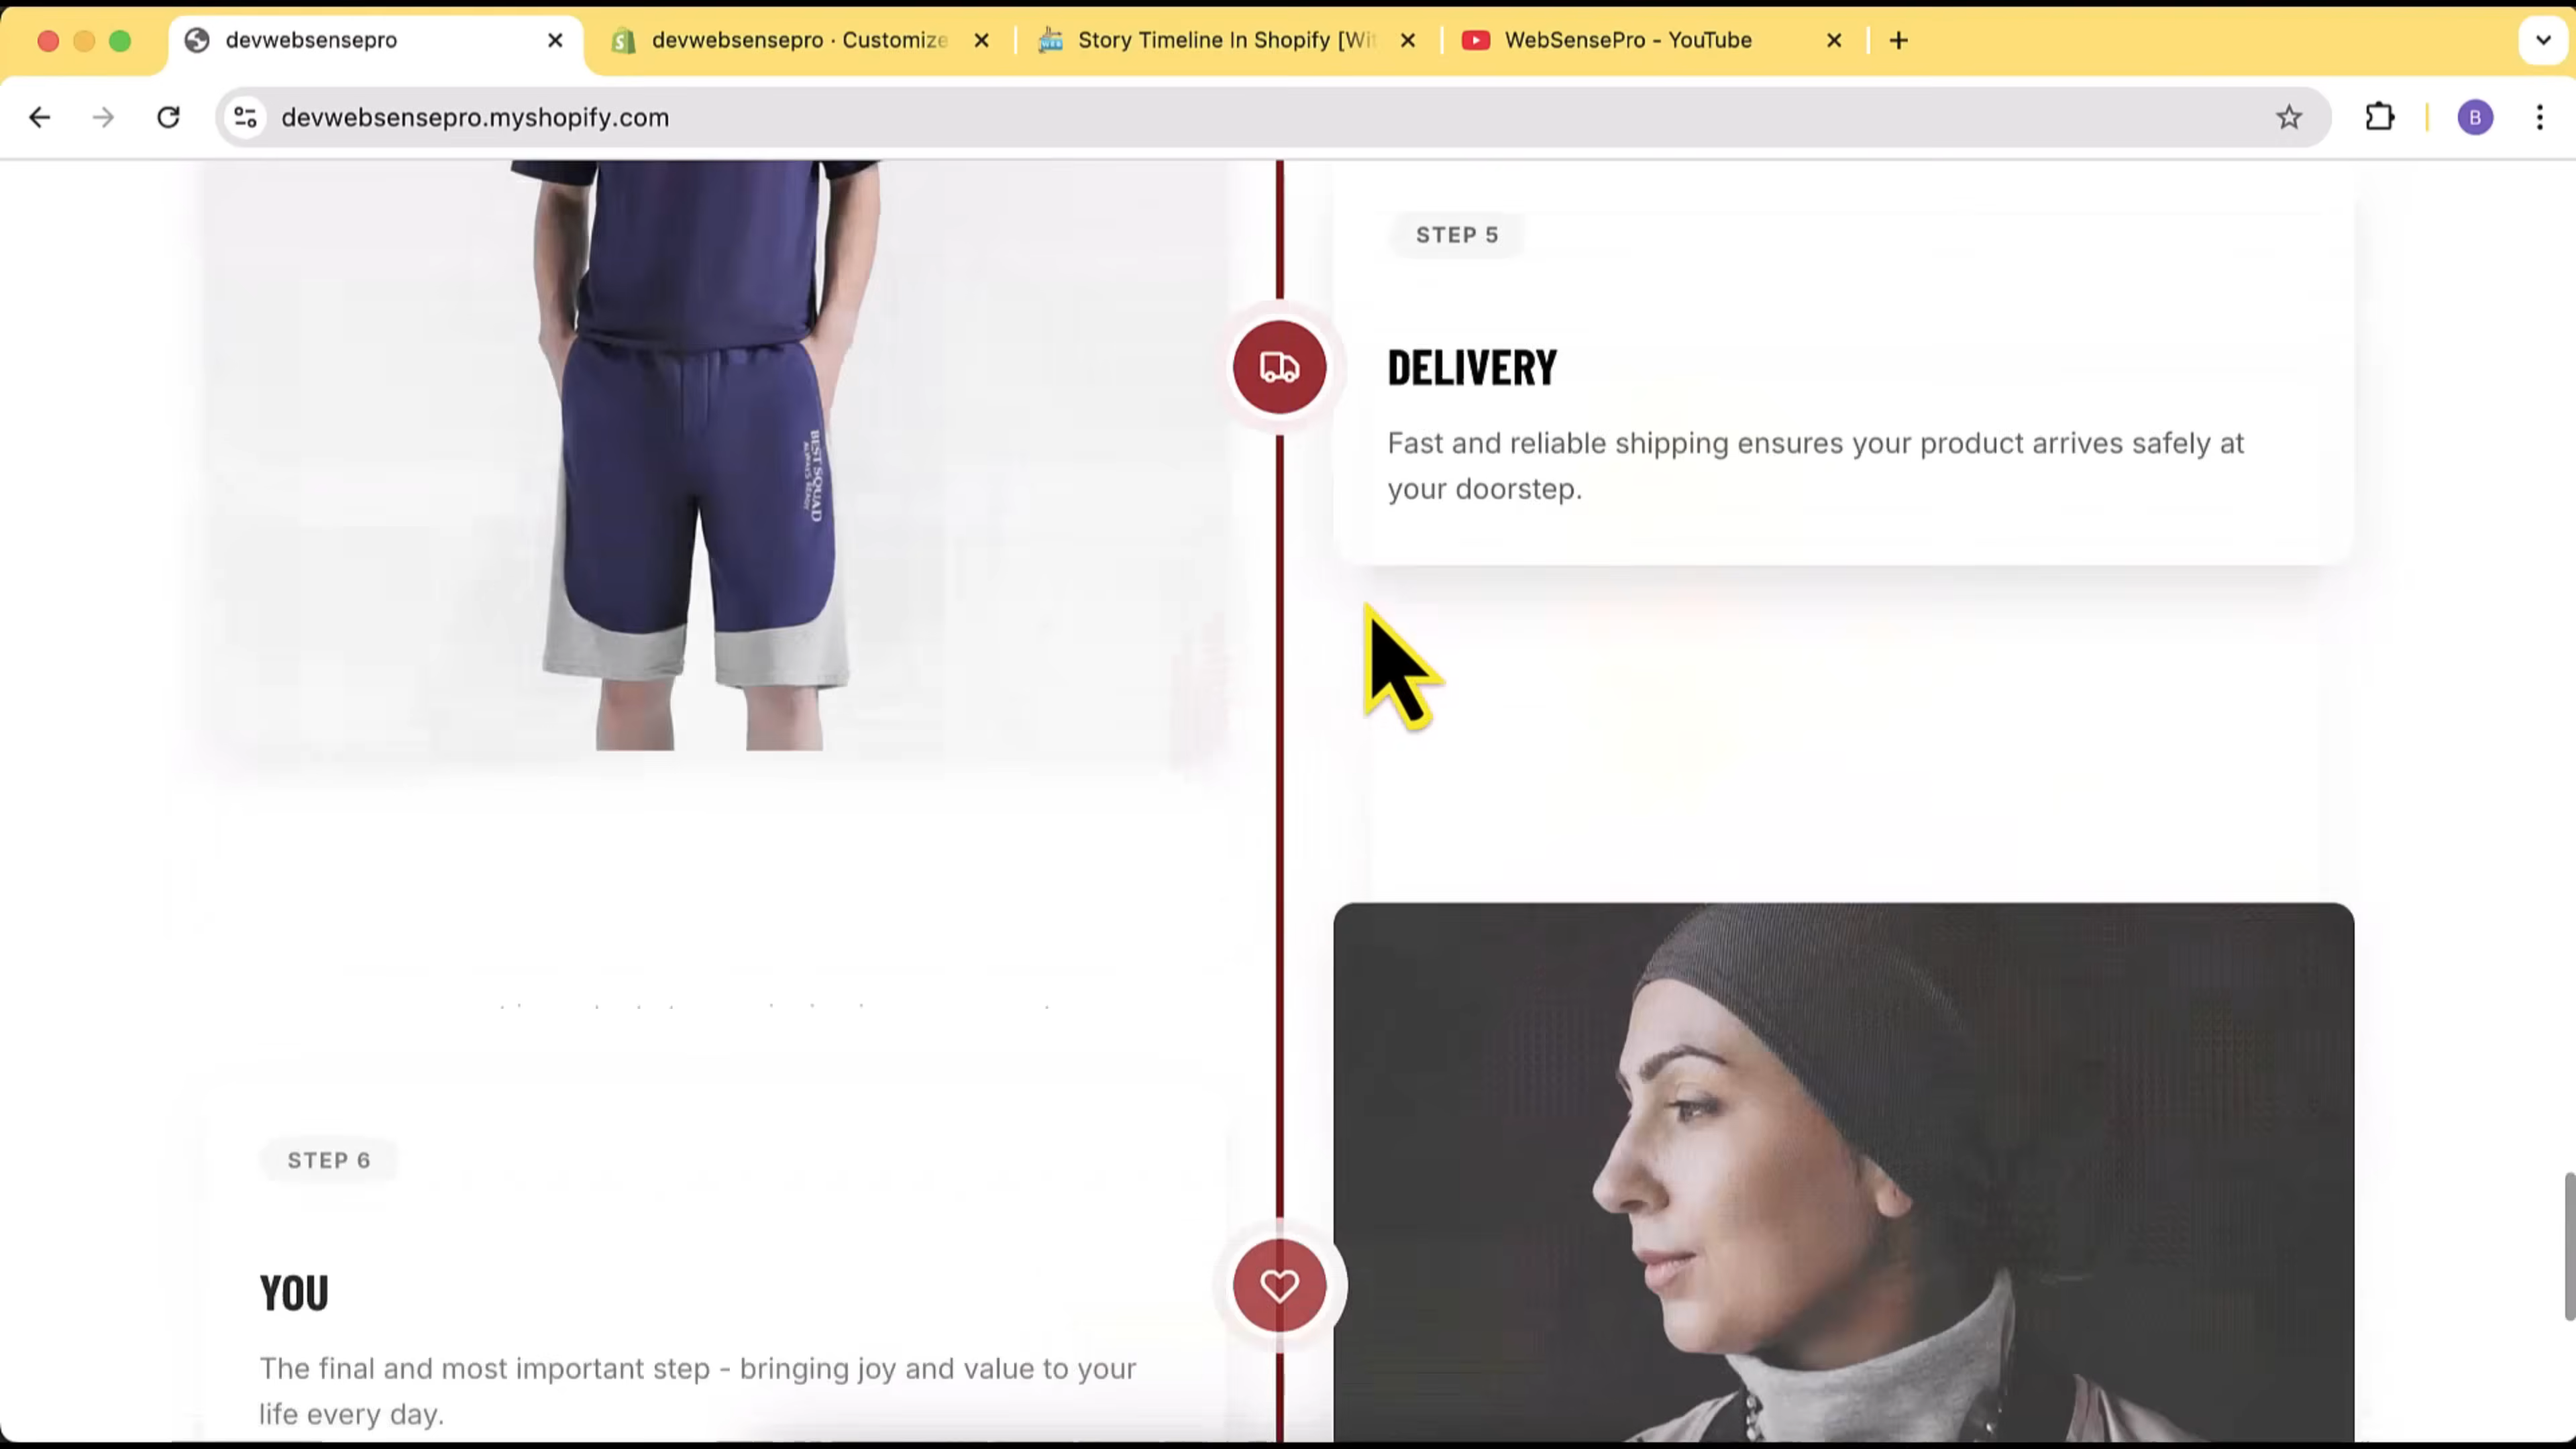 devwebsensepro
devwebsensepro · Customize
Story Timeline In Shopify [Wit
WebSensePro - YouTube
devwebsensepro.myshopify.com
B
STEP 5
DELIVERY
Fast and reliable shipping ensures your product arrives safely at
your doorstep.
BEST SQUAD
ALWAYS READY
STEP 6
YOU
The final and most important step - bringing joy and value to your
life every day.